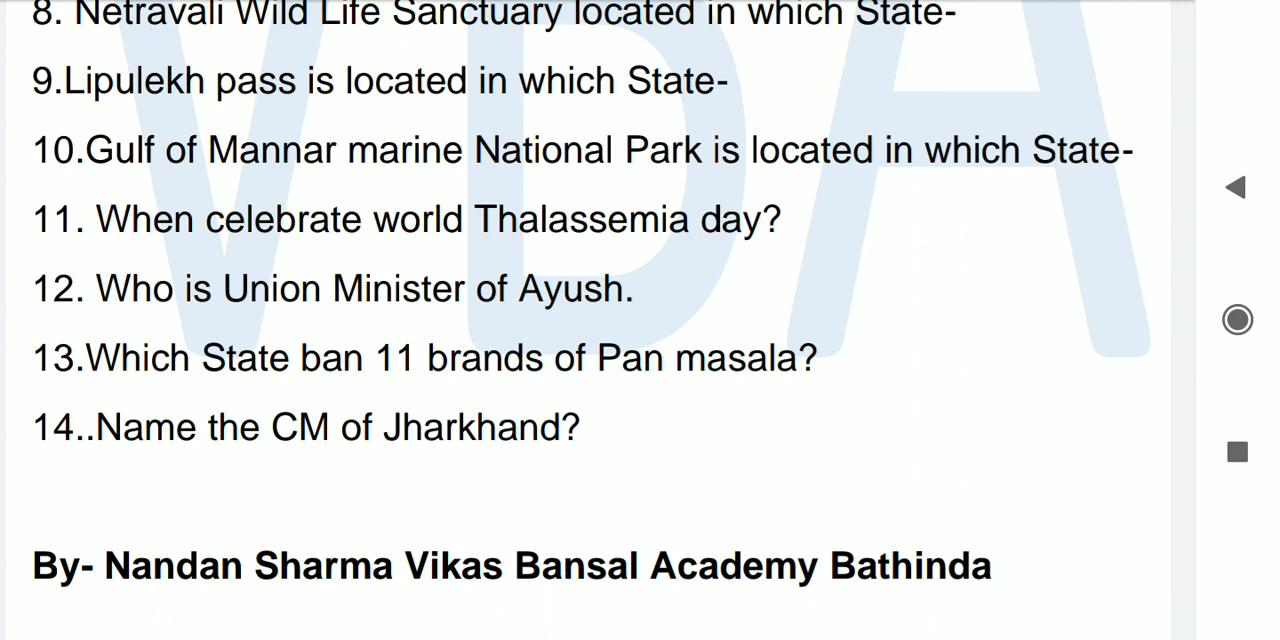 8. Netravali Wild Life Sanctuary located in which State-
9.Lipulekh pass is located in which State-
10.Gulf of Mannar marine National Park is located in which State-
11. When celebrate world Thalassemia day?
12. Who is Union Minister of Ayush.
13.Which State ban 11 brands of Pan masala?
14..Name the CM of Jharkhand?
By- Nandan Sharma Vikas Bansal Academy Bathinda